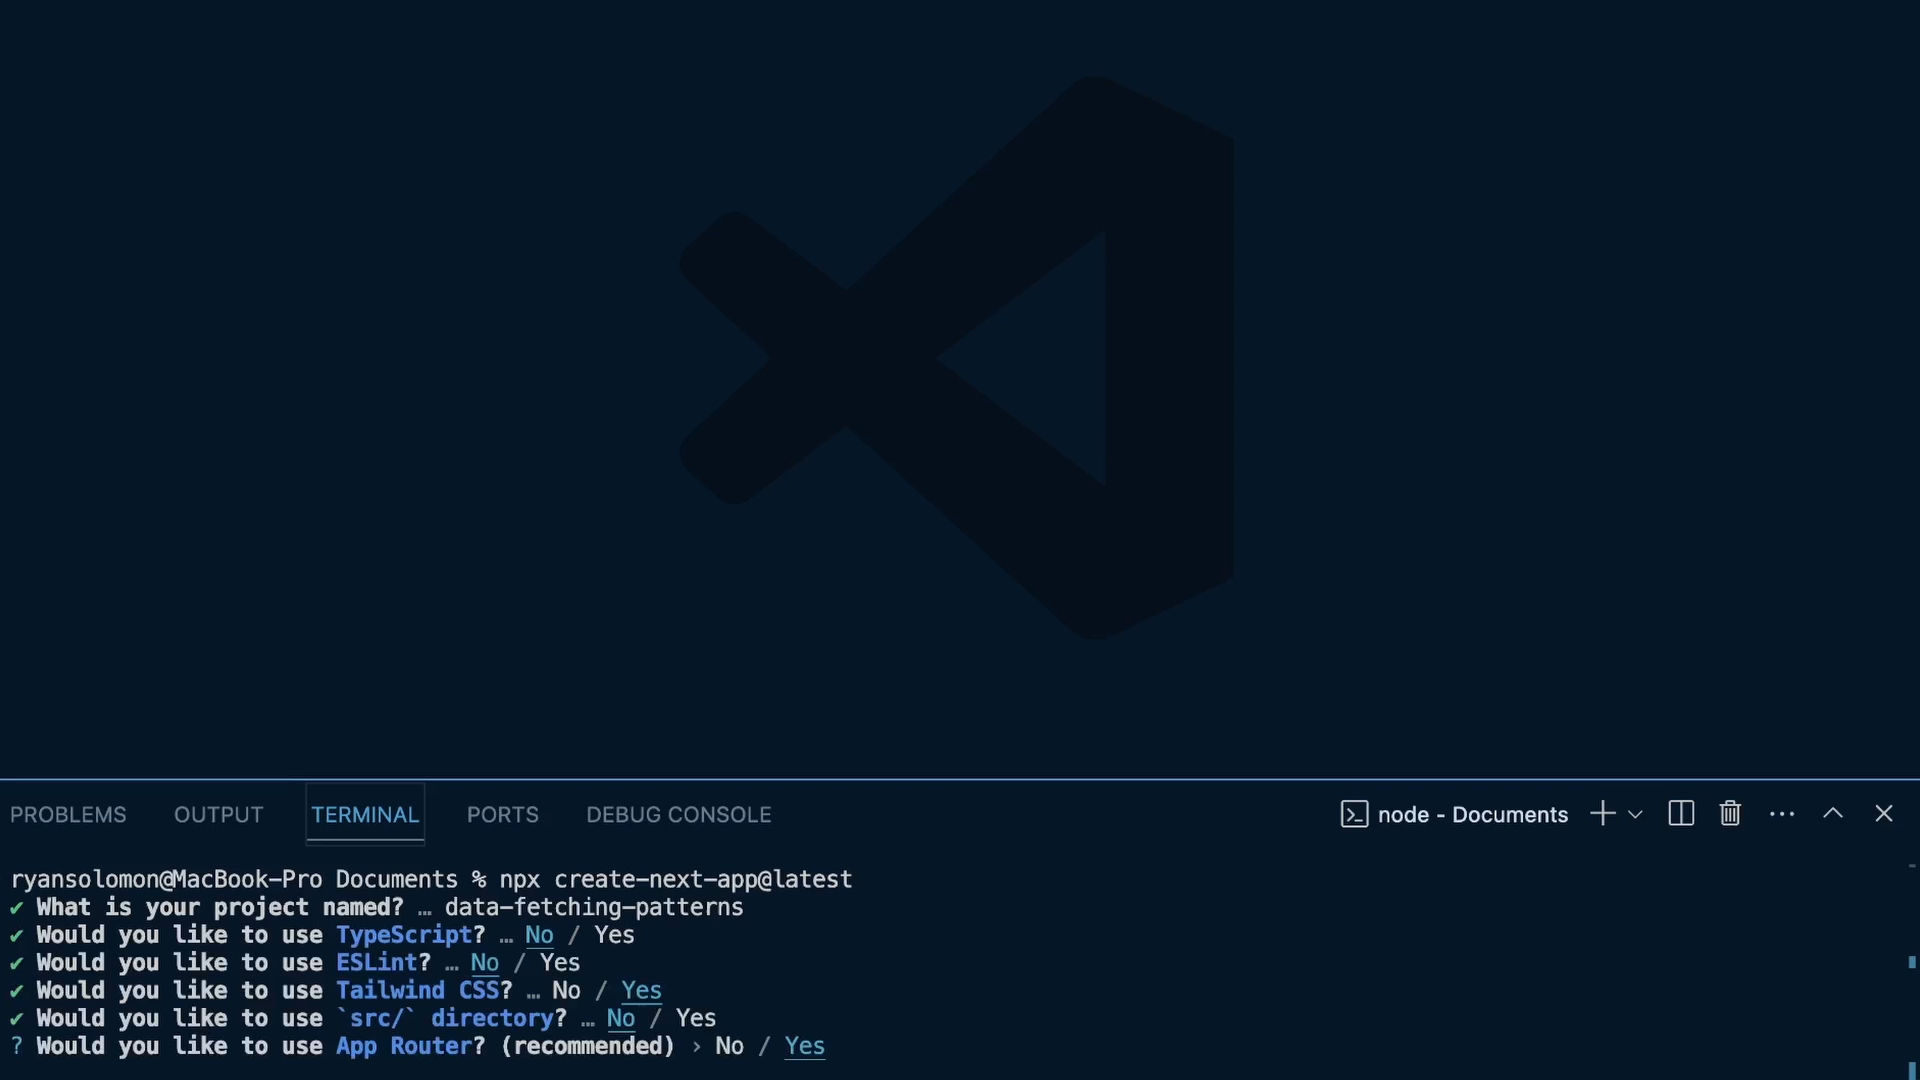 PROBLEMS OUTPUT TERMINAL PORTS DEBUG CONSOLE node - Documents
ryansolomon@MacBook-Pro Documents % npx create-next-app@latest
✔ What is your project named? … data-fetching-patterns
✔ Would you like to use TypeScript? … No / Yes
✔ Would you like to use ESLint? … No / Yes
✔ Would you like to use Tailwind CSS? … No / Yes
✔ Would you like to use `src/` directory? … No / Yes
? Would you like to use App Router? (recommended) › No / Yes